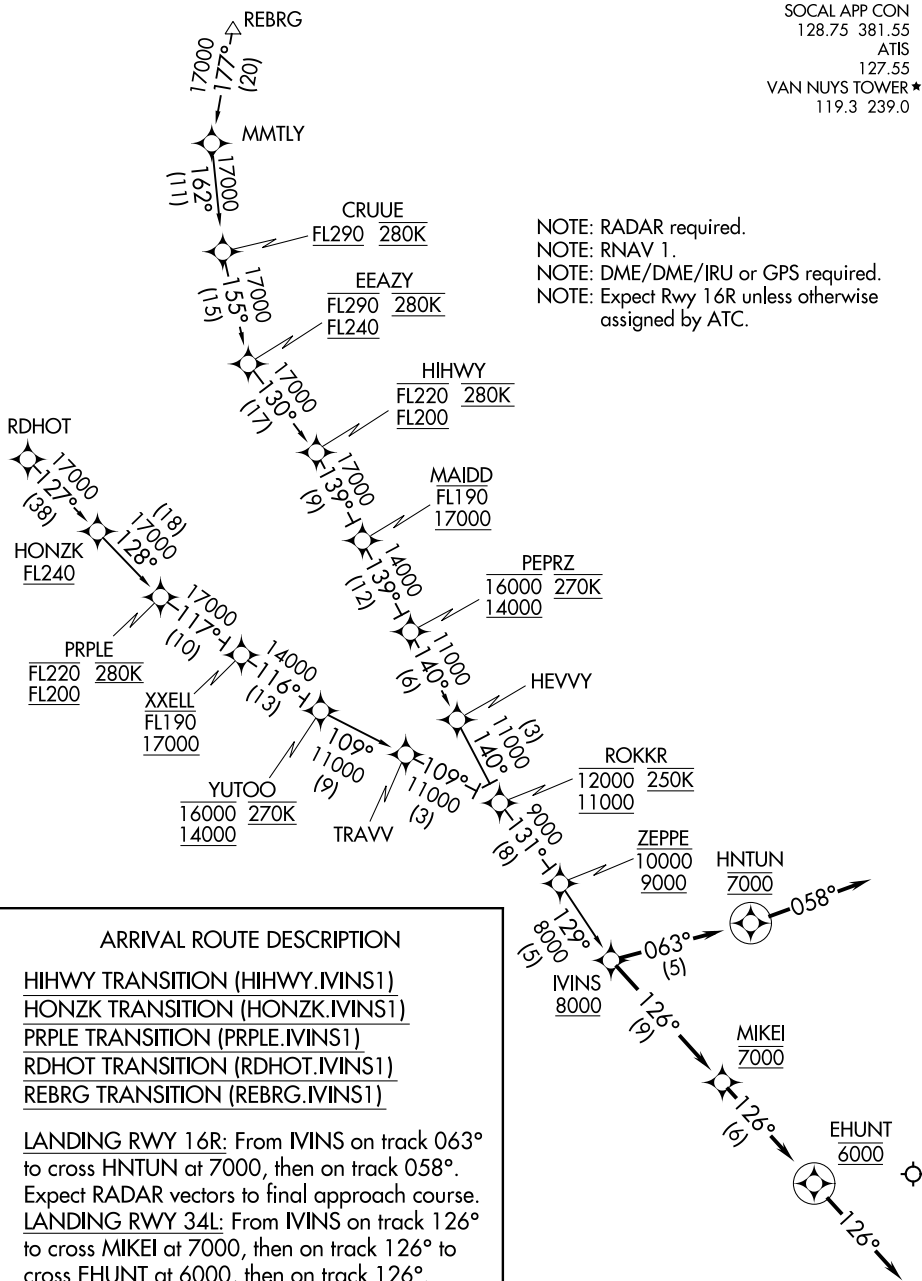 SOCAL APP CON
128.75 381.55
ATIS
127.55
VAN NUYS TOWER★
119.3 239.0
REBRG
17000
177°
(20)
MMTLY
17000
162°
(11)
CRUUE
FL290 280K
17000
155°
(15)
EEAZY
FL290 280K
FL240
NOTE: RADAR required.
NOTE: RNAV 1.
NOTE: DME/DME/IRU or GPS required.
NOTE: Expect Rwy 16R unless otherwise
assigned by ATC.
17000
130°
(17)
HIHWY
FL220 280K
FL200
RDHOT
17000
127°
(38)
17000
139°
(9)
MAIDD
FL190
17000
HONZK
FL240
(18)
17000
128°
14000
139°
(12)
PEPRZ
16000 270K
14000
PRPLE
FL220 280K
FL200
17000
117°
(10)
11000
140°
(6)
XXELL
FL190
17000
14000
116°
(13)
HEVVY
(3)
11000
140°
YUTOO
16000 270K
14000
109°
11000
(9)
TRAVV
109°
11000
(3)
ROKKR
12000 250K
11000
9000
131°
(8)
ZEPPE
10000
9000
HNTUN
7000
058°
129°
8000
(5)
063°
(5)
IVINS
8000
126°
(9)
MIKEI
7000
126°
(6)
EHUNT
6000
126°
ARRIVAL ROUTE DESCRIPTION
HIHWY TRANSITION (HIHWY.IVINS1)
HONZK TRANSITION (HONZK.IVINS1)
PRPLE TRANSITION (PRPLE.IVINS1)
RDHOT TRANSITION (RDHOT.IVINS1)
REBRG TRANSITION (REBRG.IVINS1)
LANDING RWY 16R: From IVINS on track 063°
to cross HNTUN at 7000, then on track 058°.
Expect RADAR vectors to final approach course.
LANDING RWY 34L: From IVINS on track 126°
to cross MIKEI at 7000, then on track 126° to
cross EHUNT at 6000, then on track 126°.